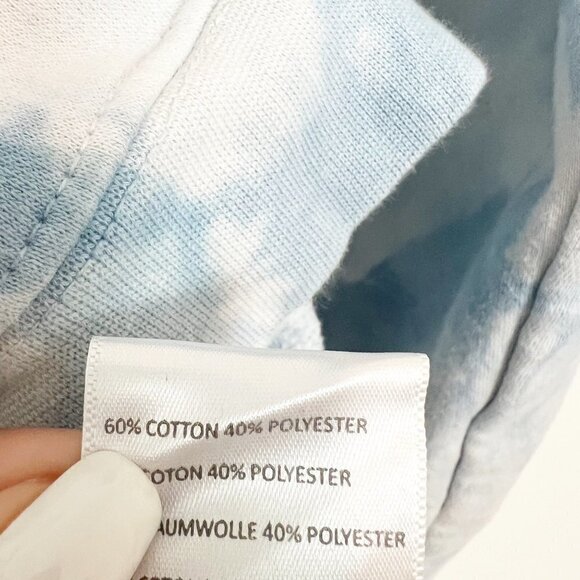 60% COTTON 40% POLYESTER
OTON 40% POLYESTER
AUMWOLLE 40% POLYESTER